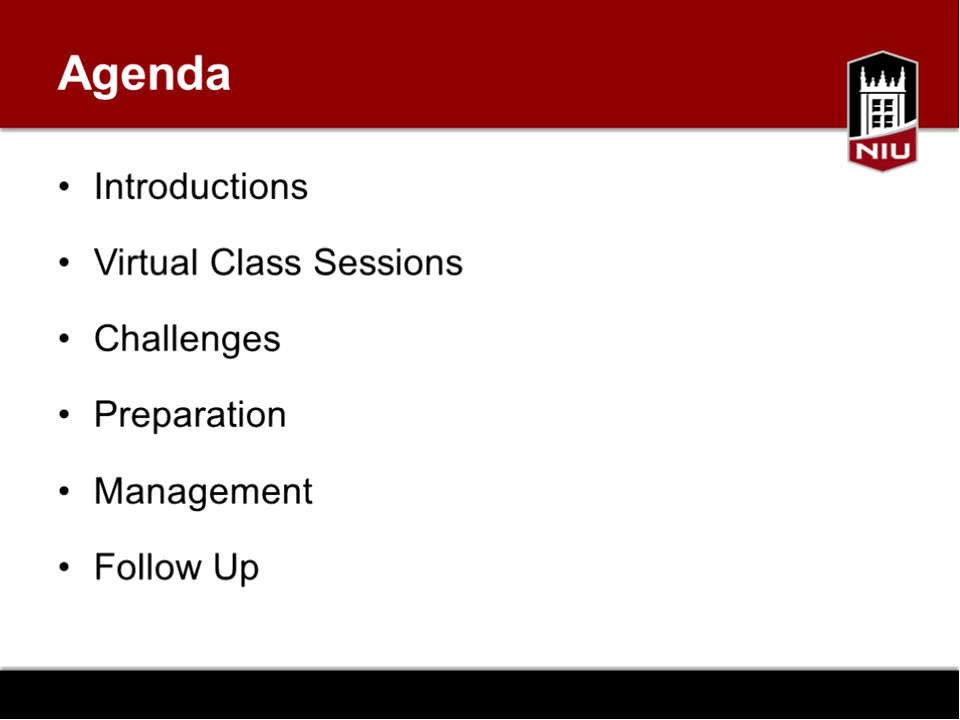 Agenda
NIU
• Introductions
• Virtual Class Sessions
• Challenges
• Preparation
• Management
• Follow Up